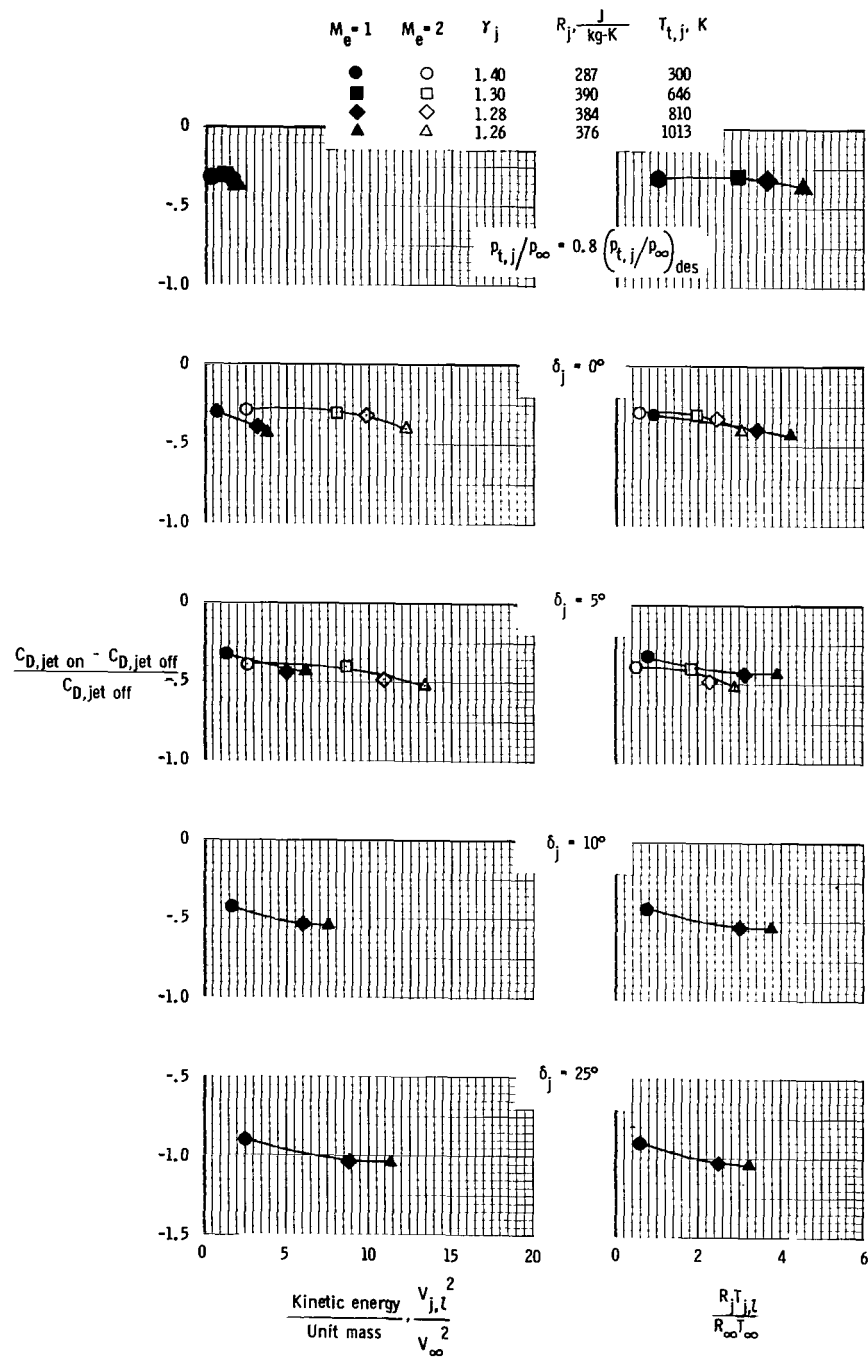 M_e = 1 M_e = 2 γ_j R_j, J/kg-K T_t,j, K
1.40 287 300
1.30 390 646
1.28 384 810
1.26 376 1013
0
-.5
-1.0
p_t,j/p_∞ = 0.8 (p_t,j/p_∞)_des
δ_j = 0°
0
-.5
-1.0
δ_j = 5°
0
-.5
-1.0
C_D,jet on - C_D,jet off
C_D,jet off
δ_j = 10°
0
-.5
-1.0
δ_j = 25°
-.5
-1.0
-1.5
0 5 10 15 20
0 2 4 6
Kinetic energy/Unit mass, V_j,l^2/V_∞^2
R_jT_j,l/R_∞T_∞